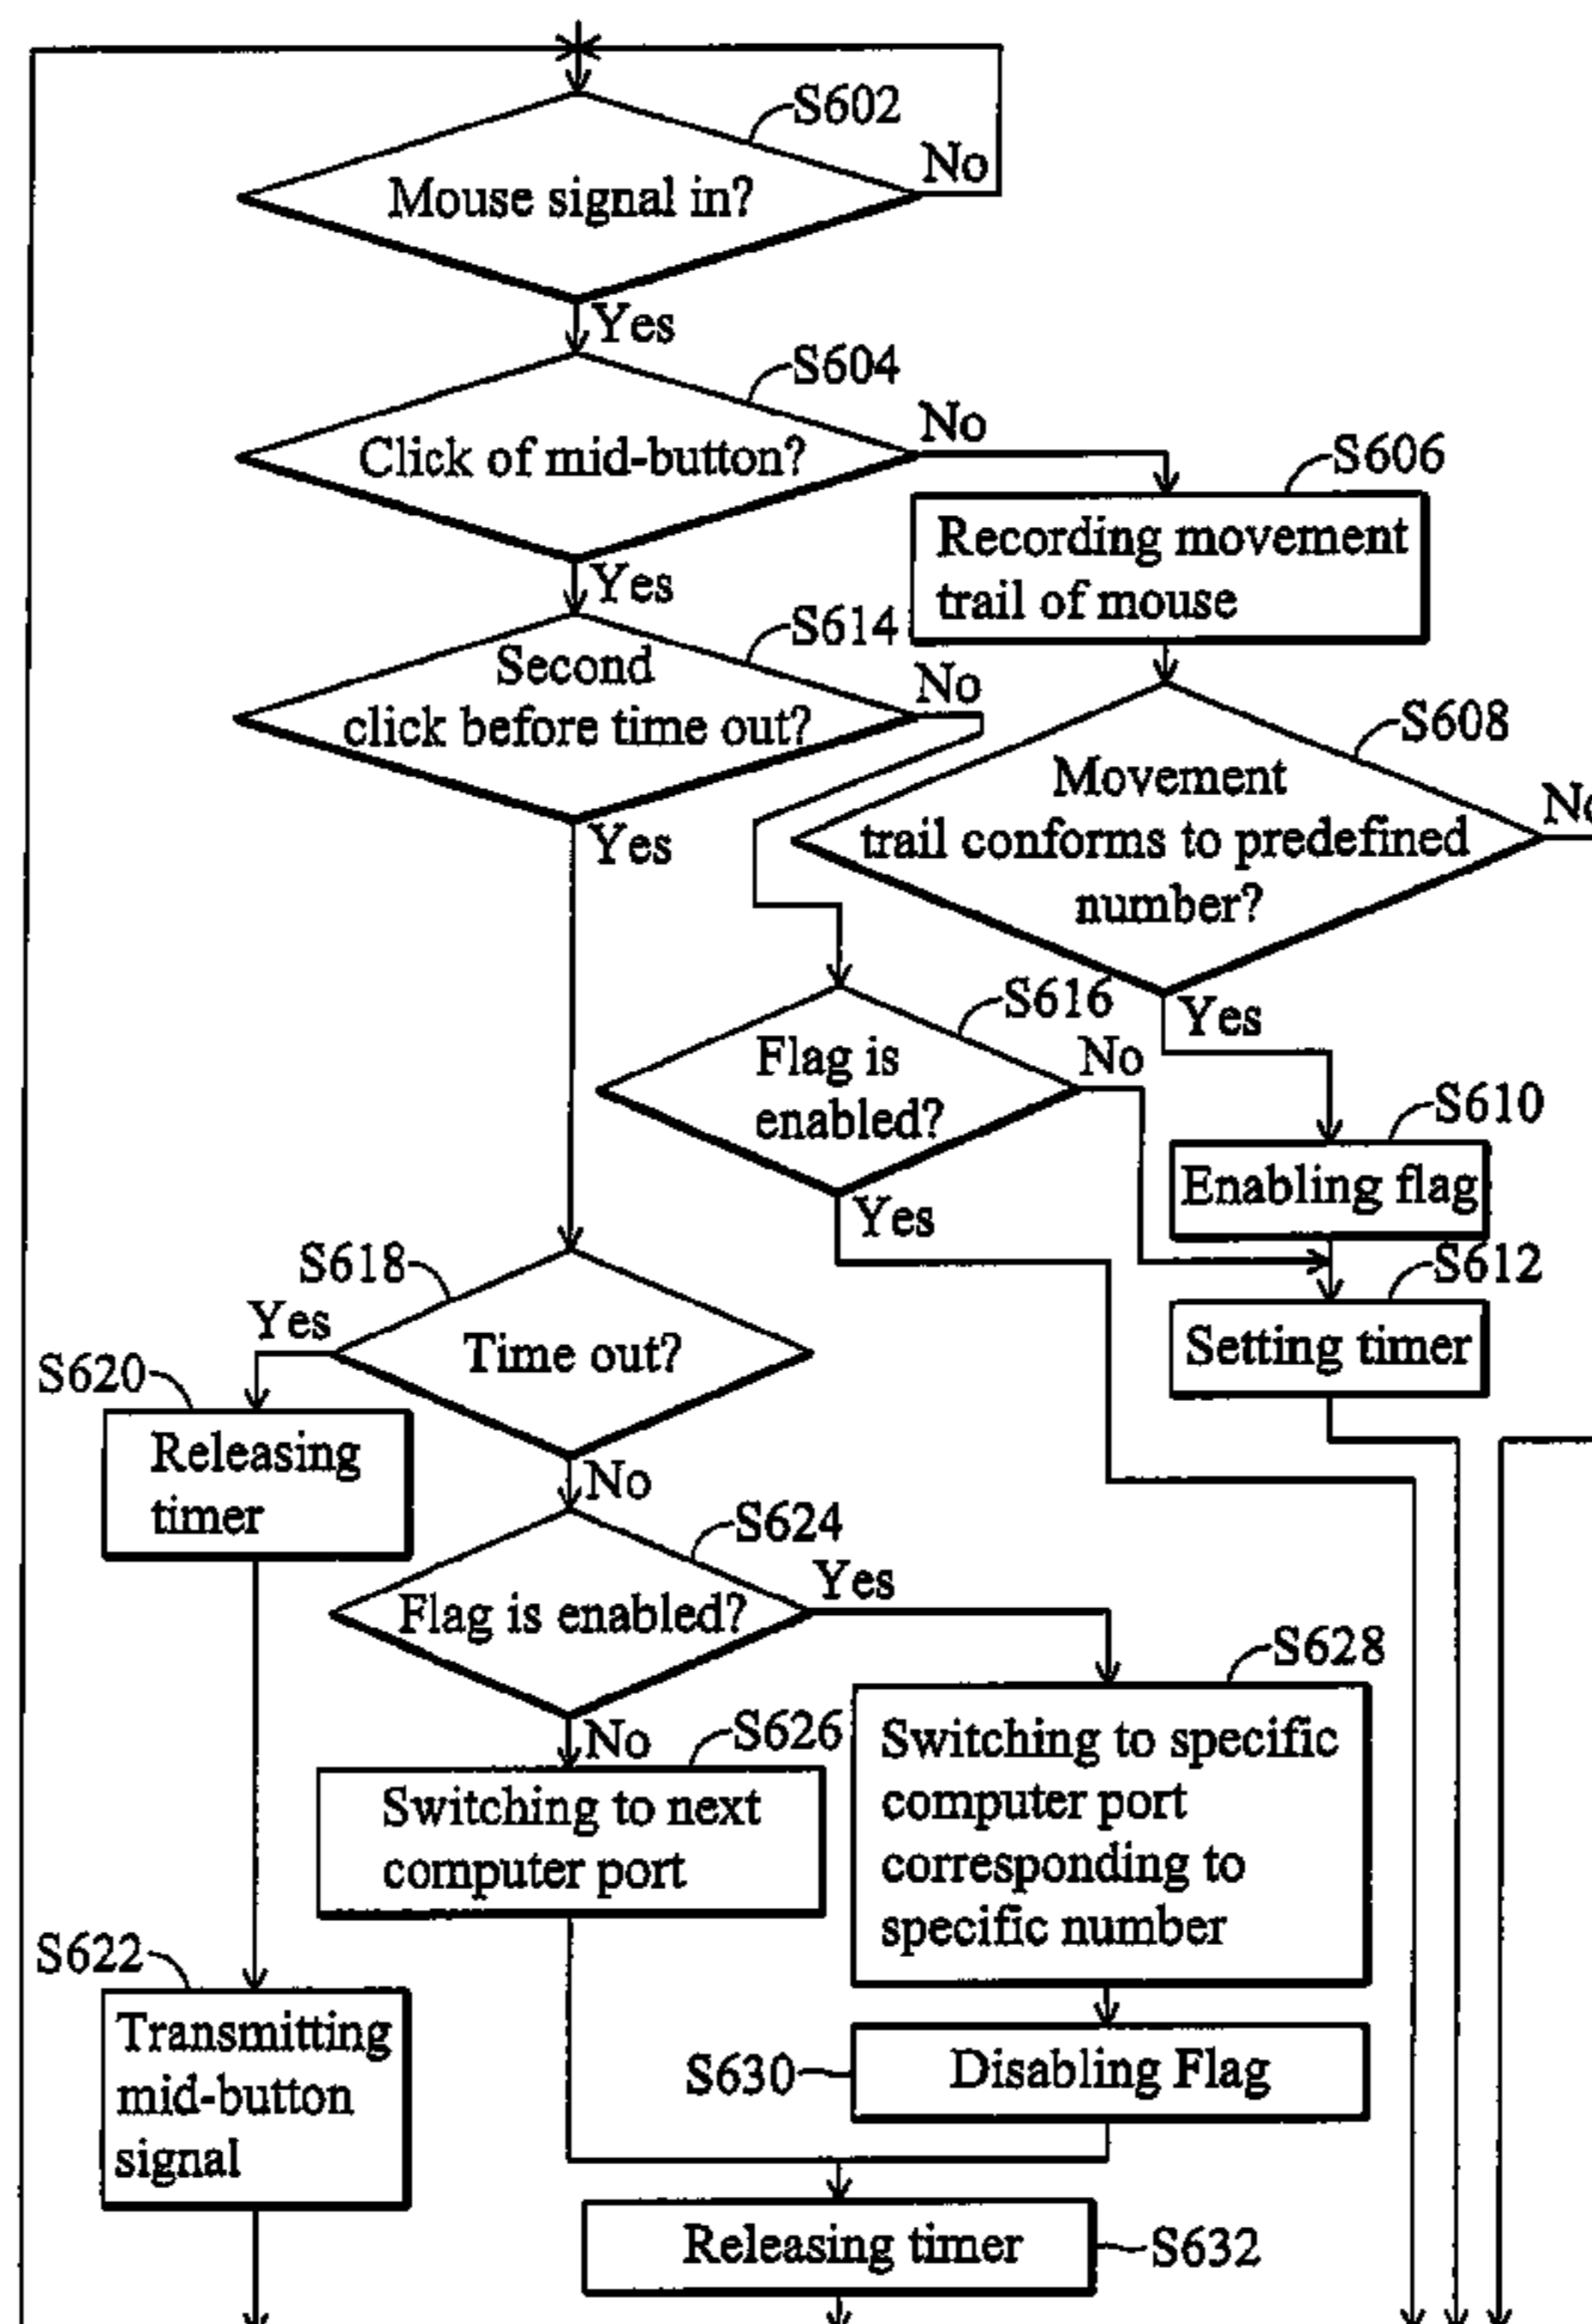 S602
No
Mouse signal in?
Yes
S604
No
Click of mid-button?
S606
Recording movement
trail of mouse
Yes
S614
Second
click before time out?
No
S608
Movement
trail conforms to predefined
number?
No
Yes
S616
Flag is
enabled?
No
Yes
Yes
S610
Enabling flag
S612
Setting timer
S618
Yes
Time out?
S620
Releasing
timer
No
S624
Yes
Flag is enabled?
S628
Switching to specific
computer port
corresponding to
specific number
No
S626
Switching to next
computer port
S622
Transmitting
mid-button
signal
S630
Disabling Flag
Releasing timer
S632